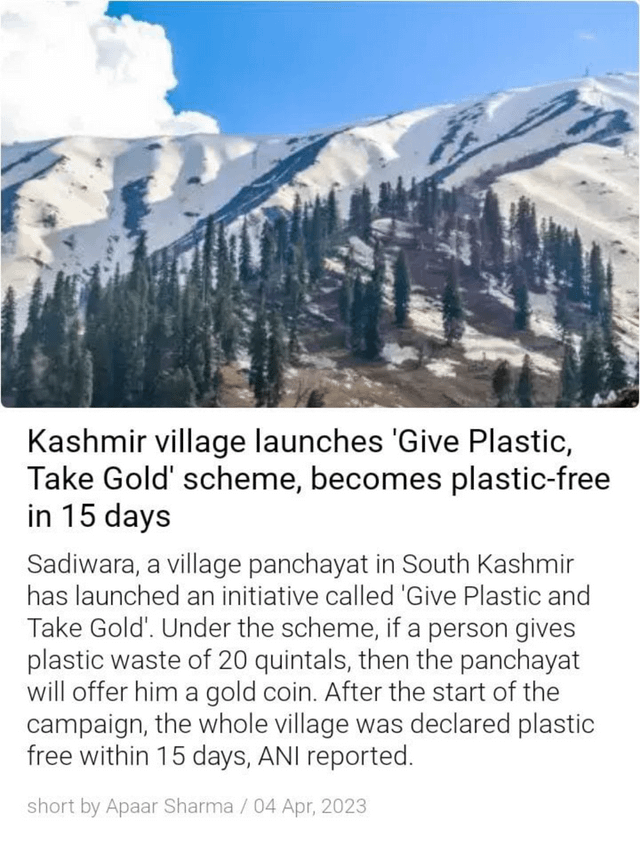 Kashmir village launches 'Give Plastic,
Take Gold' scheme, becomes plastic-free
in 15 days
Sadiwara, a village panchayat in South Kashmir
has launched an initiative called 'Give Plastic and
Take Gold'. Under the scheme, if a person gives
plastic waste of 20 quintals, then the panchayat
will offer him a gold coin. After the start of the
campaign, the whole village was declared plastic
free within 15 days, ANI reported.
short by Apaar Sharma / 04 Apr, 2023